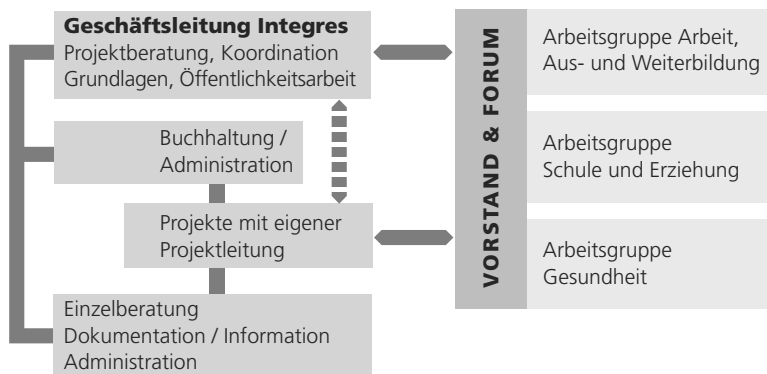 Geschäftsleitung Integres
Projektberatung, Koordination
Grundlagen, Öffentlichkeitsarbeit
Buchhaltung /
Administration
Projekte mit eigener
Projektleitung
Einzelberatung
Dokumentation / Information
Administration
VORSTAND & FORUM
Arbeitsgruppe Arbeit,
Aus- und Weiterbildung
Arbeitsgruppe
Schule und Erziehung
Arbeitsgruppe
Gesundheit